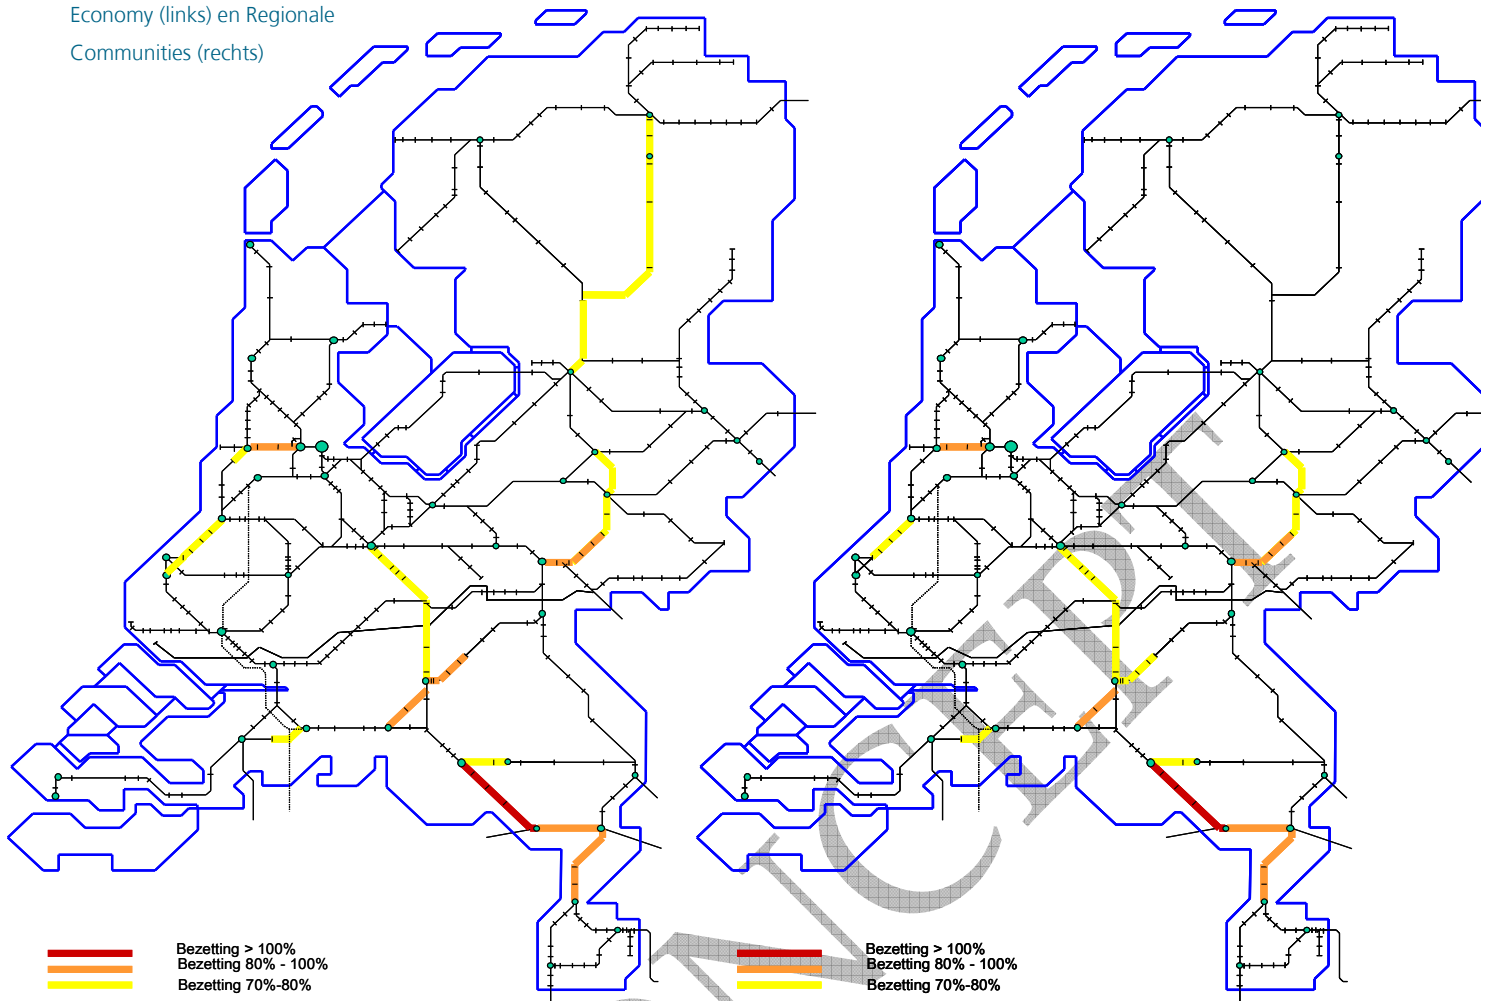 Economy (links) en Regionale
Communities (rechts)
CONCEPT
Bezetting > 100%
Bezetting 80% - 100%
Bezetting 70%-80%
Bezetting > 100%
Bezetting 80% - 100%
Bezetting 70%-80%